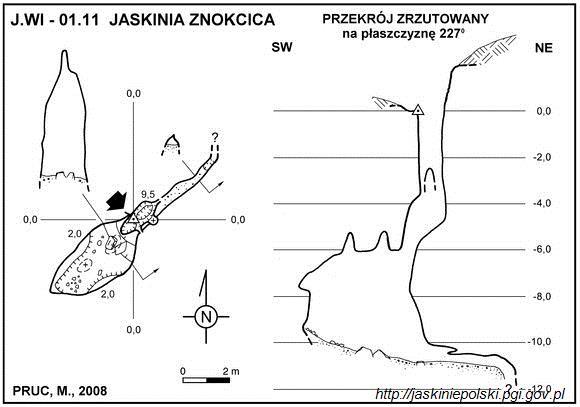 J.WI - 01.11 JASKINIA ZNOKCICA
PRZEKRÓJ ZRZUTOWANY
na płaszczyznę 227⁰
SW
NE
0,0
?
9,5
0,0
0,0
2,0
2,0
0,0
N
0
2 m
0,0
-2,0
-4,0
-6,0
-8,0
-10,0
-12,0
?
PRUC, M., 2008
http://jaskiniepolski.pgi.gov.pl